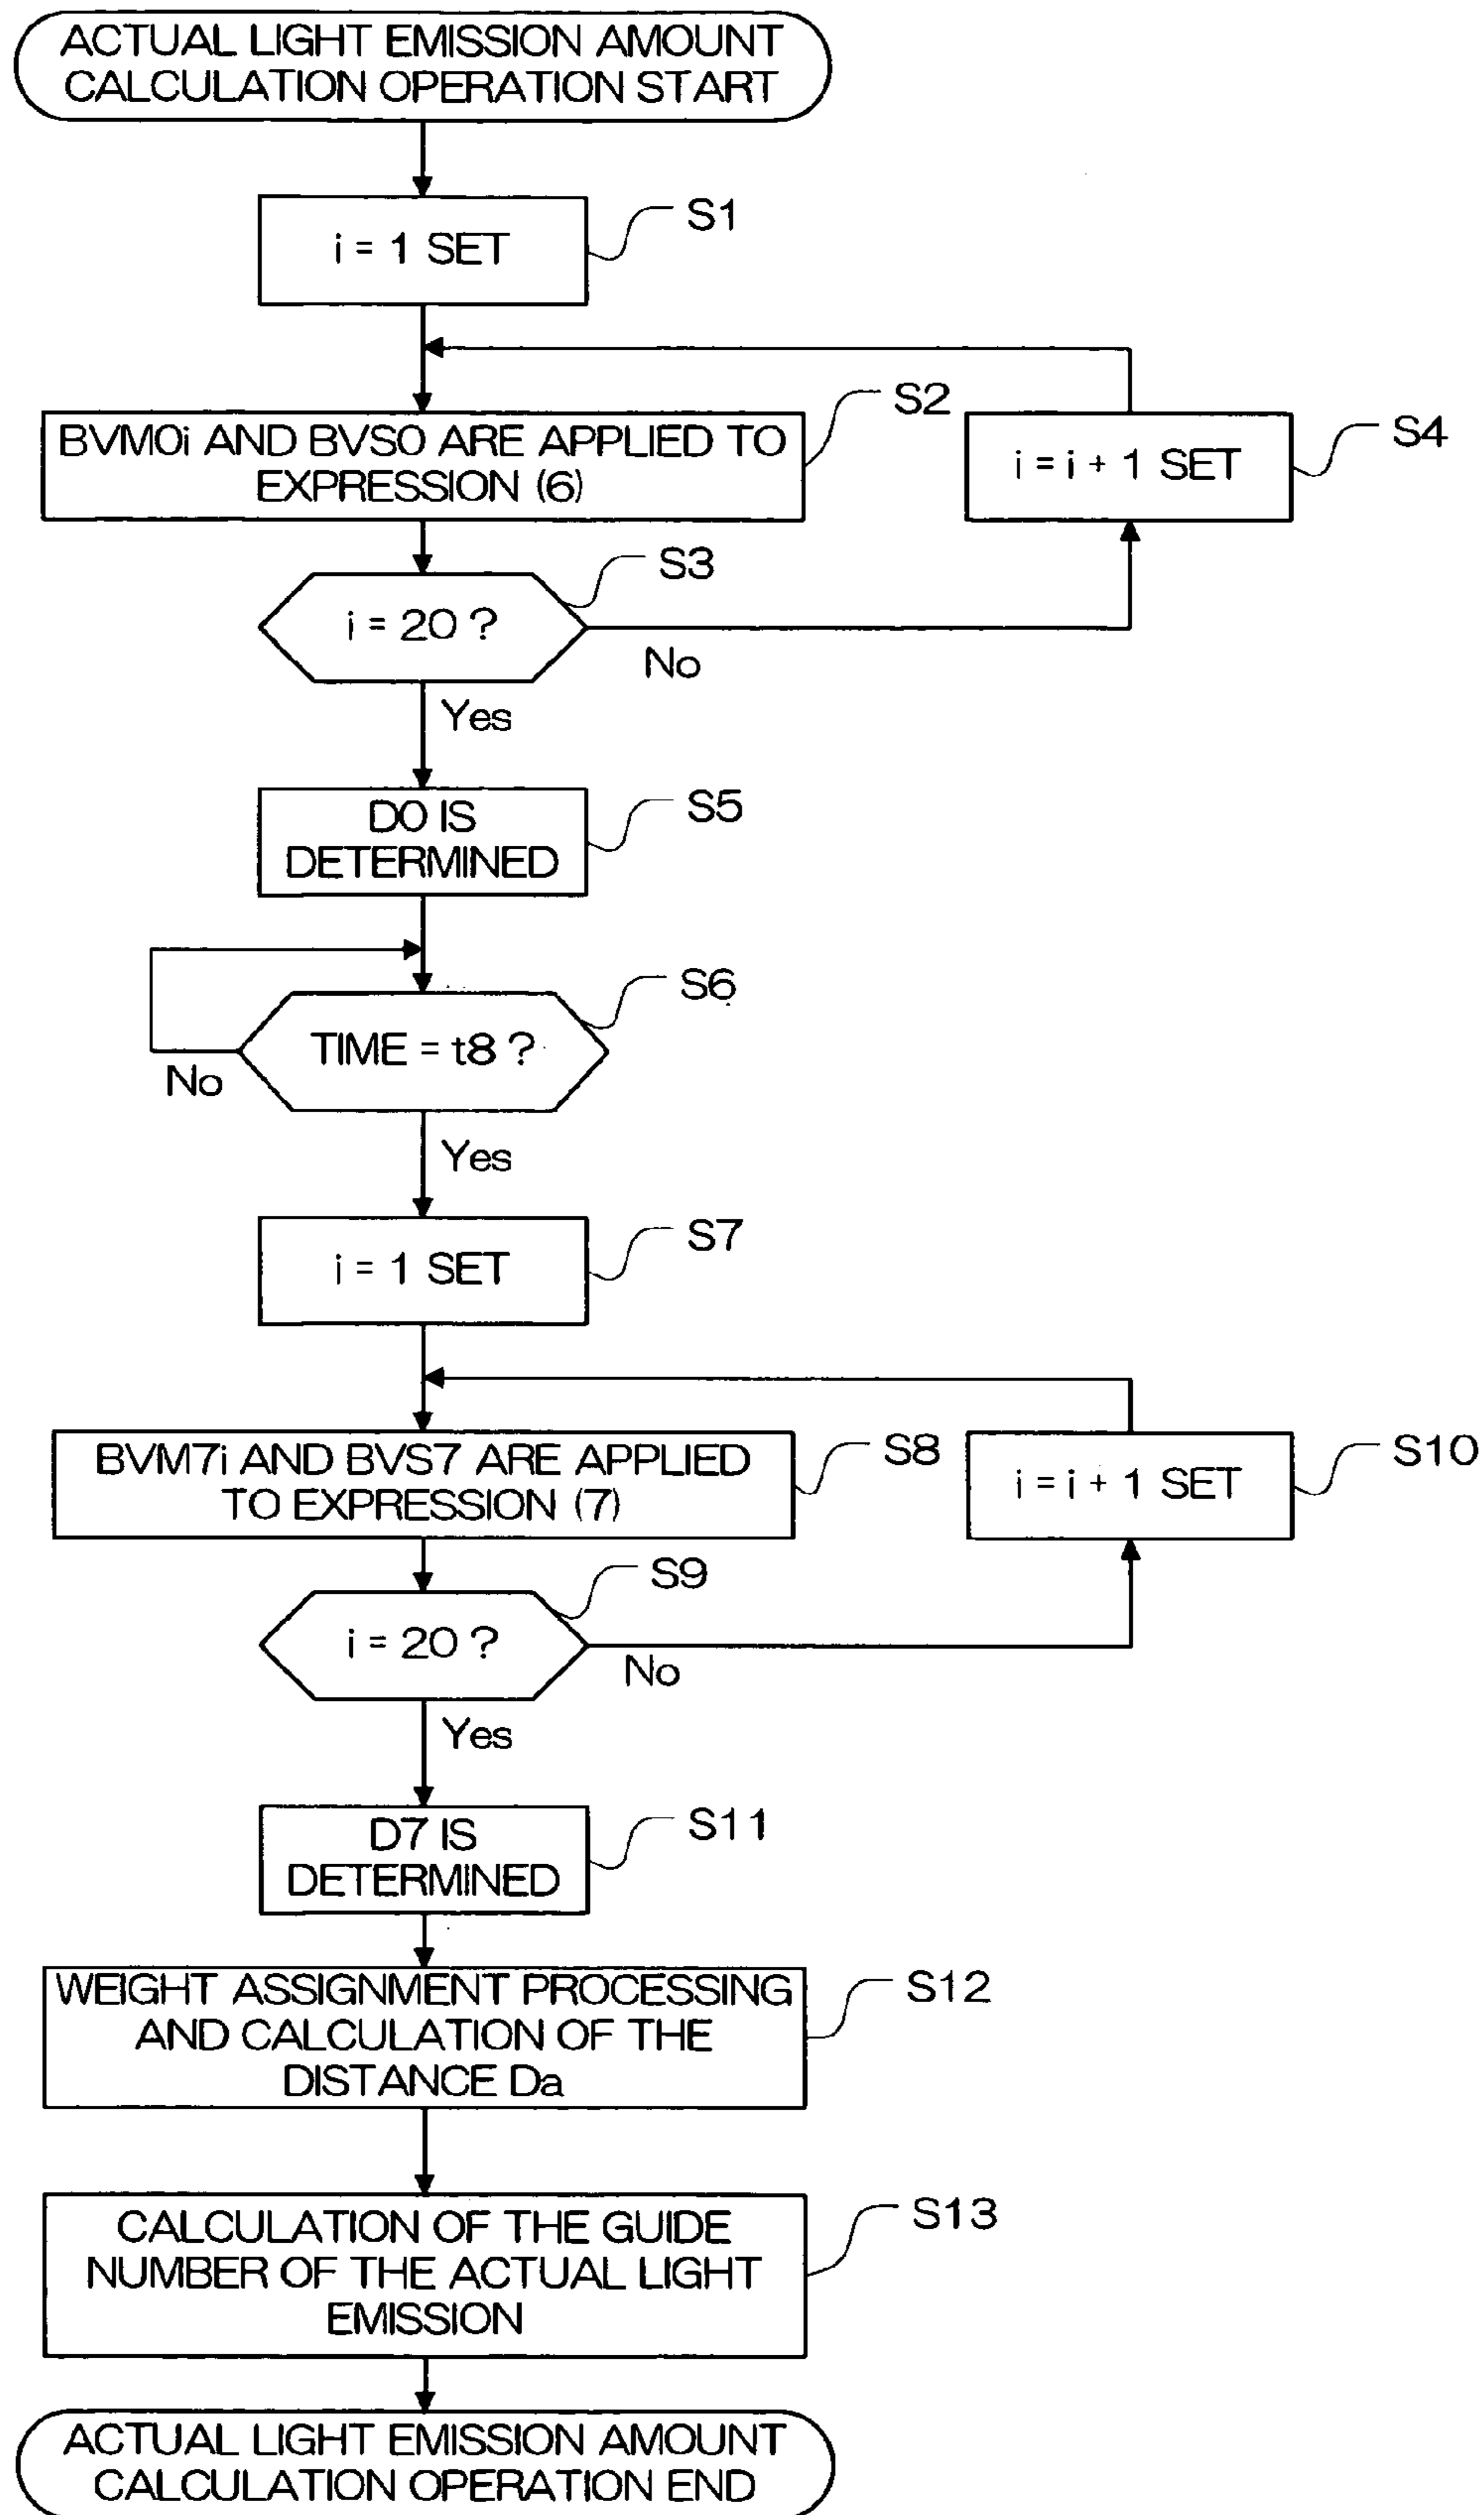 ACTUAL LIGHT EMISSION AMOUNT
CALCULATION OPERATION START
i = 1 SET
S1
BVM0i AND BVS0 ARE APPLIED TO
EXPRESSION (6)
S2
i = i + 1 SET
S4
i = 20 ?
S3
No
Yes
D0 IS
DETERMINED
S5
TIME = t8 ?
S6
No
Yes
i = 1 SET
S7
BVM7i AND BVS7 ARE APPLIED
TO EXPRESSION (7)
S8
i = i + 1 SET
S10
i = 20 ?
S9
No
Yes
D7 IS
DETERMINED
S11
WEIGHT ASSIGNMENT PROCESSING
AND CALCULATION OF THE
DISTANCE Da
S12
CALCULATION OF THE GUIDE
NUMBER OF THE ACTUAL LIGHT
EMISSION
S13
ACTUAL LIGHT EMISSION AMOUNT
CALCULATION OPERATION END